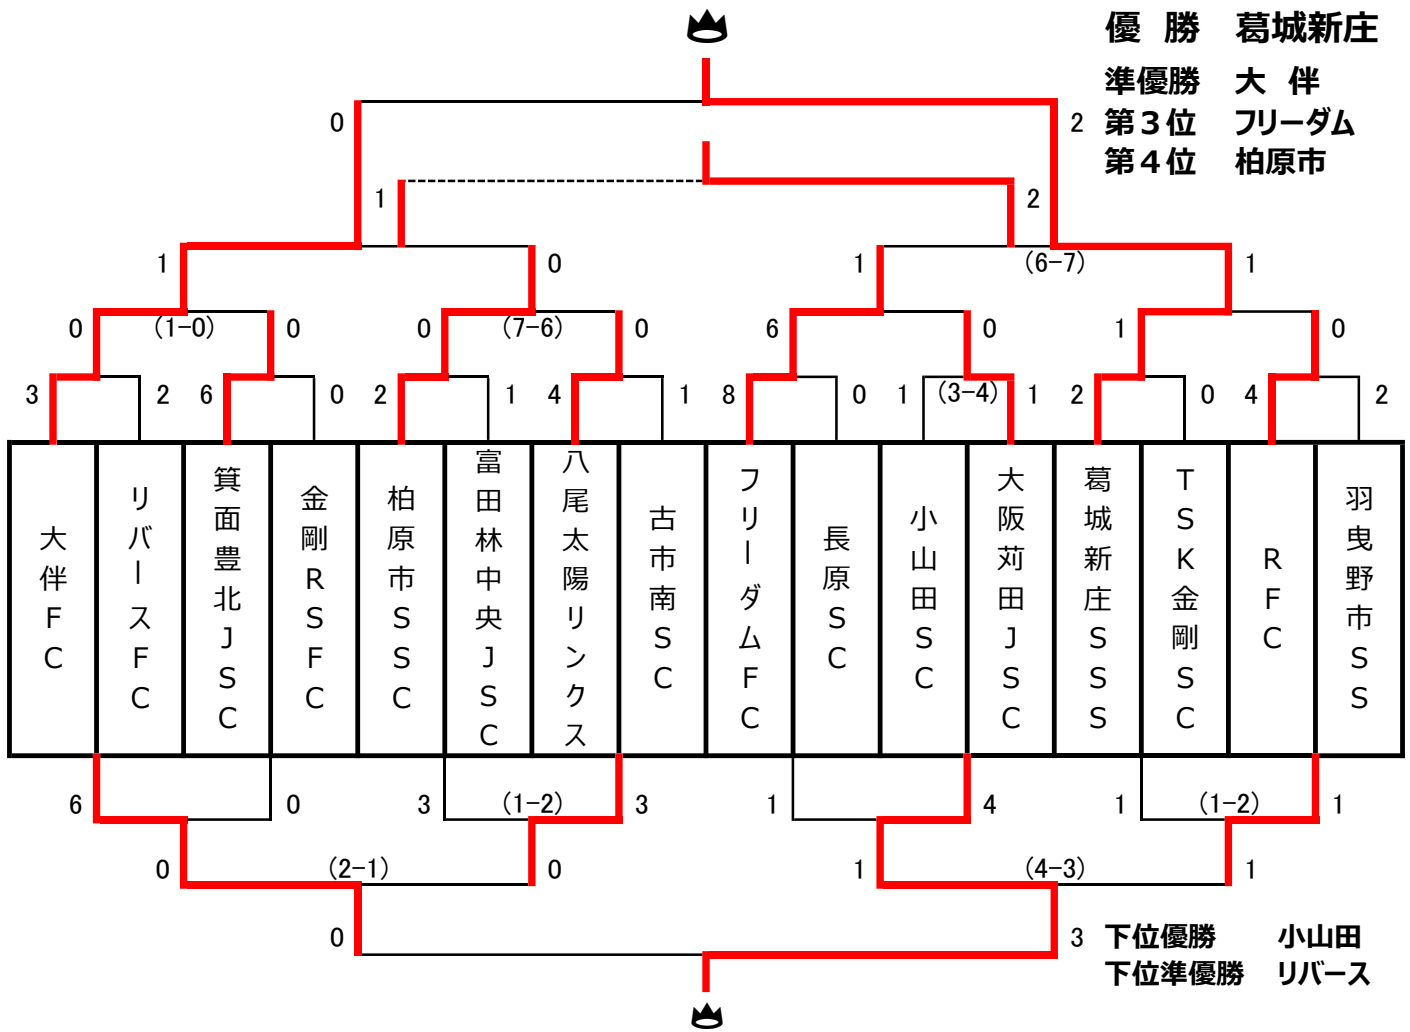 優 勝 葛城新庄
準優勝 大 伴
第３位 フリーダム
第４位 柏原市
0 2
1 2
1 0 1 (6-7) 1
0 (1-0) 0 0 (7-6) 0 6 0 1 0
3 2 6 0 2 1 4 1 8 0 1 (3-4) 1 2 0 4 2
大伴FC
リバースFC
箕面豊北JSC
金剛RSFC
柏原市SSC
富田林中央JSC
八尾太陽リンクス
古市南SC
フリーダムFC
長原SC
小山田SC
大阪苅田JSC
葛城新庄SSS
TSK金剛SC
RFC
羽曳野市SS
6 0 3 (1-2) 3 1 4 1 (1-2) 1
0 (2-1) 0 1 (4-3) 1
0 3
下位優勝 小山田
下位準優勝 リバース